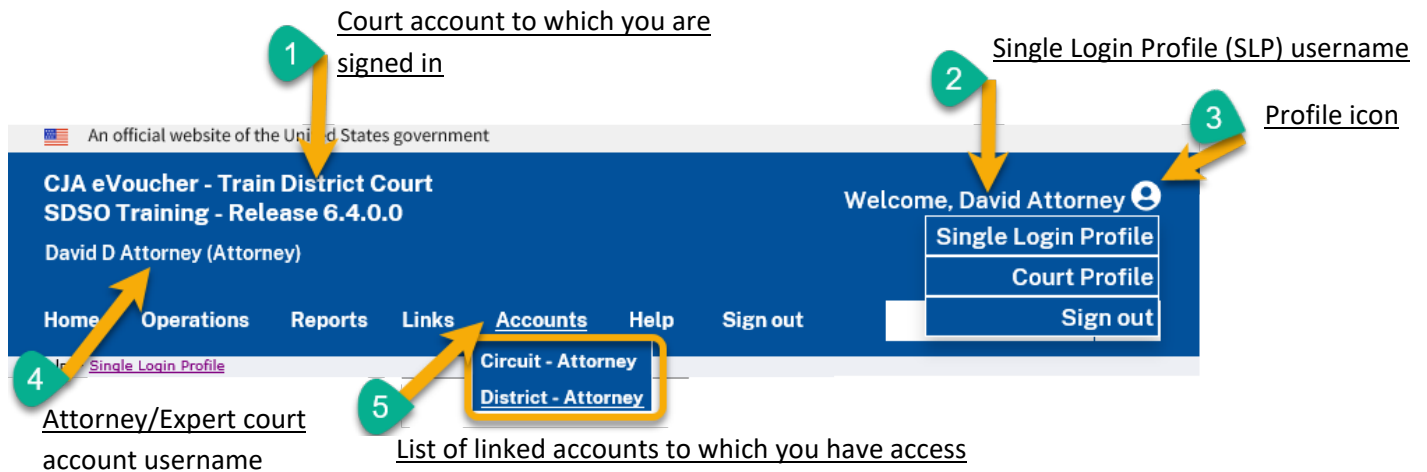 Court account to which you are
signed in
1
Single Login Profile (SLP) username
2
Profile icon
3
An official website of the United States government
CJA eVoucher - Train District Court
SDSO Training - Release 6.4.0.0
David D Attorney (Attorney)
Welcome, David Attorney
Single Login Profile
Court Profile
Sign out
Home Operations Reports Links Accounts Help Sign out
Circuit - Attorney
District - Attorney
Single Login Profile
4
Attorney/Expert court
account username
5
List of linked accounts to which you have access